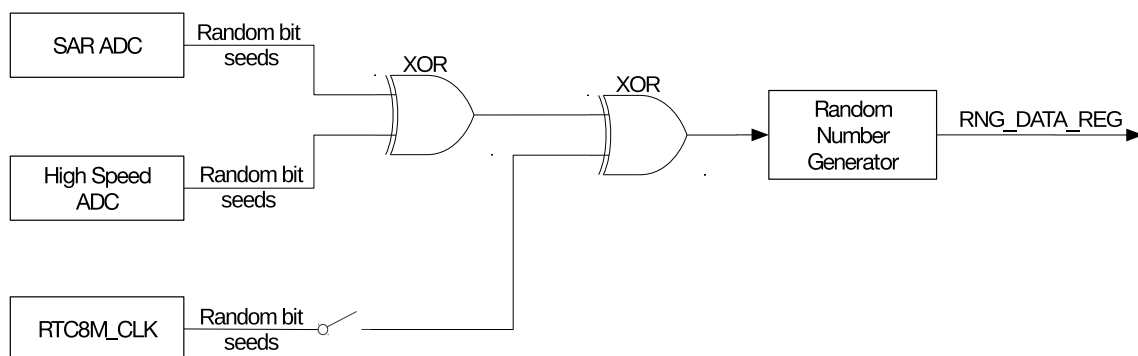 SAR ADC
Random bit
seeds
XOR
XOR
High Speed
ADC
Random bit
seeds
Random
Number
Generator
RNG_DATA_REG
RTC8M_CLK
Random bit
seeds